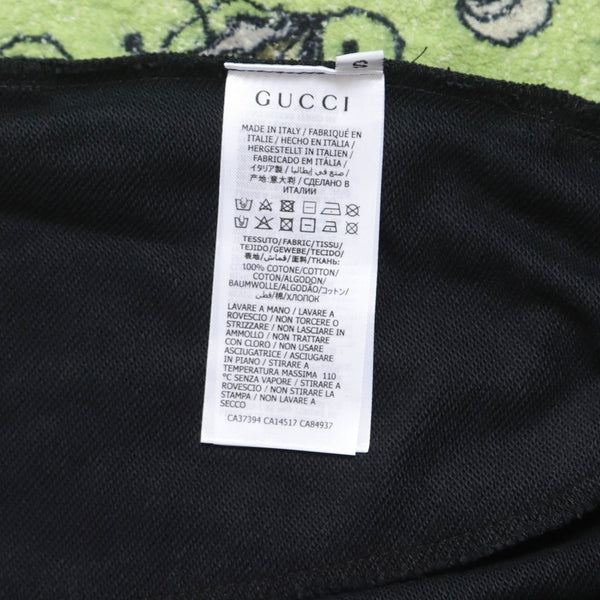 S
GUCCI
MADE IN ITALY / FABRIQUÉ EN
ITALIE / HECHO EN ITALIA /
HERGESTELLT IN ITALIEN /
FABRICADO EM ITÁLIA /
イタリア製 / صنع في إيطاليا /
产地:意大利 / СДЕЛАНО В
ИТАЛИИ
TESSUTO/FABRIC/TISSU/
TEJIDO/GEWEBE/TECIDO/
表地/قماش/面料/ТКАНЬ:
100% COTONE/COTTON/
COTON/ALGODON/
BAUMWOLLE/ALGODÃO/コットン/
قطن/棉/ХЛОПОК
LAVARE A MANO / LAVARE A
ROVESCIO / NON TORCERE O
STRIZZARE / NON LASCIARE IN
AMMOLLO / NON TRATTARE
CON CLORO / NON USARE
ASCIUGATRICE / ASCIUGARE
IN PIANO / STIRARE A
TEMPERATURA MASSIMA 110
°C SENZA VAPORE / STIRARE A
ROVESCIO / NON STIRARE LA
STAMPA / NON LAVARE A
SECCO
CA37394 CA14517 CA84937